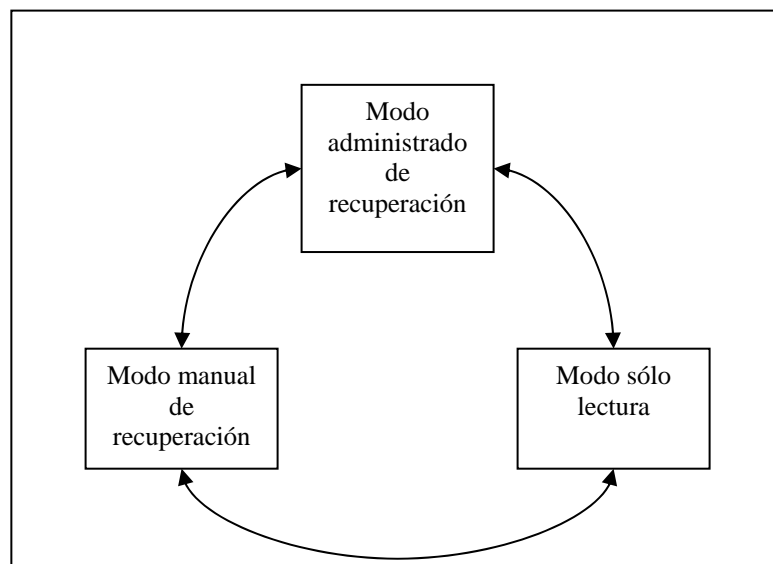 Modo
administrado
de
recuperación
Modo manual
de
recuperación
Modo sólo
lectura